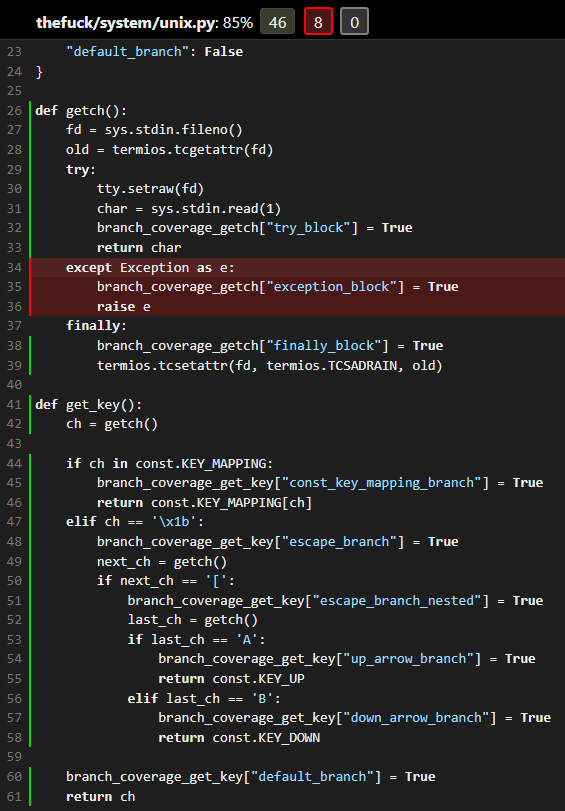 thefuck/system/unix.py: 85% 46 8 0
23     "default_branch": False
24 }
25
26 def getch():
27     fd = sys.stdin.fileno()
28     old = termios.tcgetattr(fd)
29     try:
30         tty.setraw(fd)
31         char = sys.stdin.read(1)
32         branch_coverage_getch["try_block"] = True
33         return char
34     except Exception as e:
35         branch_coverage_getch["exception_block"] = True
36         raise e
37     finally:
38         branch_coverage_getch["finally_block"] = True
39         termios.tcsetattr(fd, termios.TCSADRAIN, old)
40
41 def get_key():
42     ch = getch()
43
44     if ch in const.KEY_MAPPING:
45         branch_coverage_get_key["const_key_mapping_branch"] = True
46         return const.KEY_MAPPING[ch]
47     elif ch == '\x1b':
48         branch_coverage_get_key["escape_branch"] = True
49         next_ch = getch()
50         if next_ch == '[':
51             branch_coverage_get_key["escape_branch_nested"] = True
52             last_ch = getch()
53             if last_ch == 'A':
54                 branch_coverage_get_key["up_arrow_branch"] = True
55                 return const.KEY_UP
56             elif last_ch == 'B':
57                 branch_coverage_get_key["down_arrow_branch"] = True
58                 return const.KEY_DOWN
59
60     branch_coverage_get_key["default_branch"] = True
61     return ch